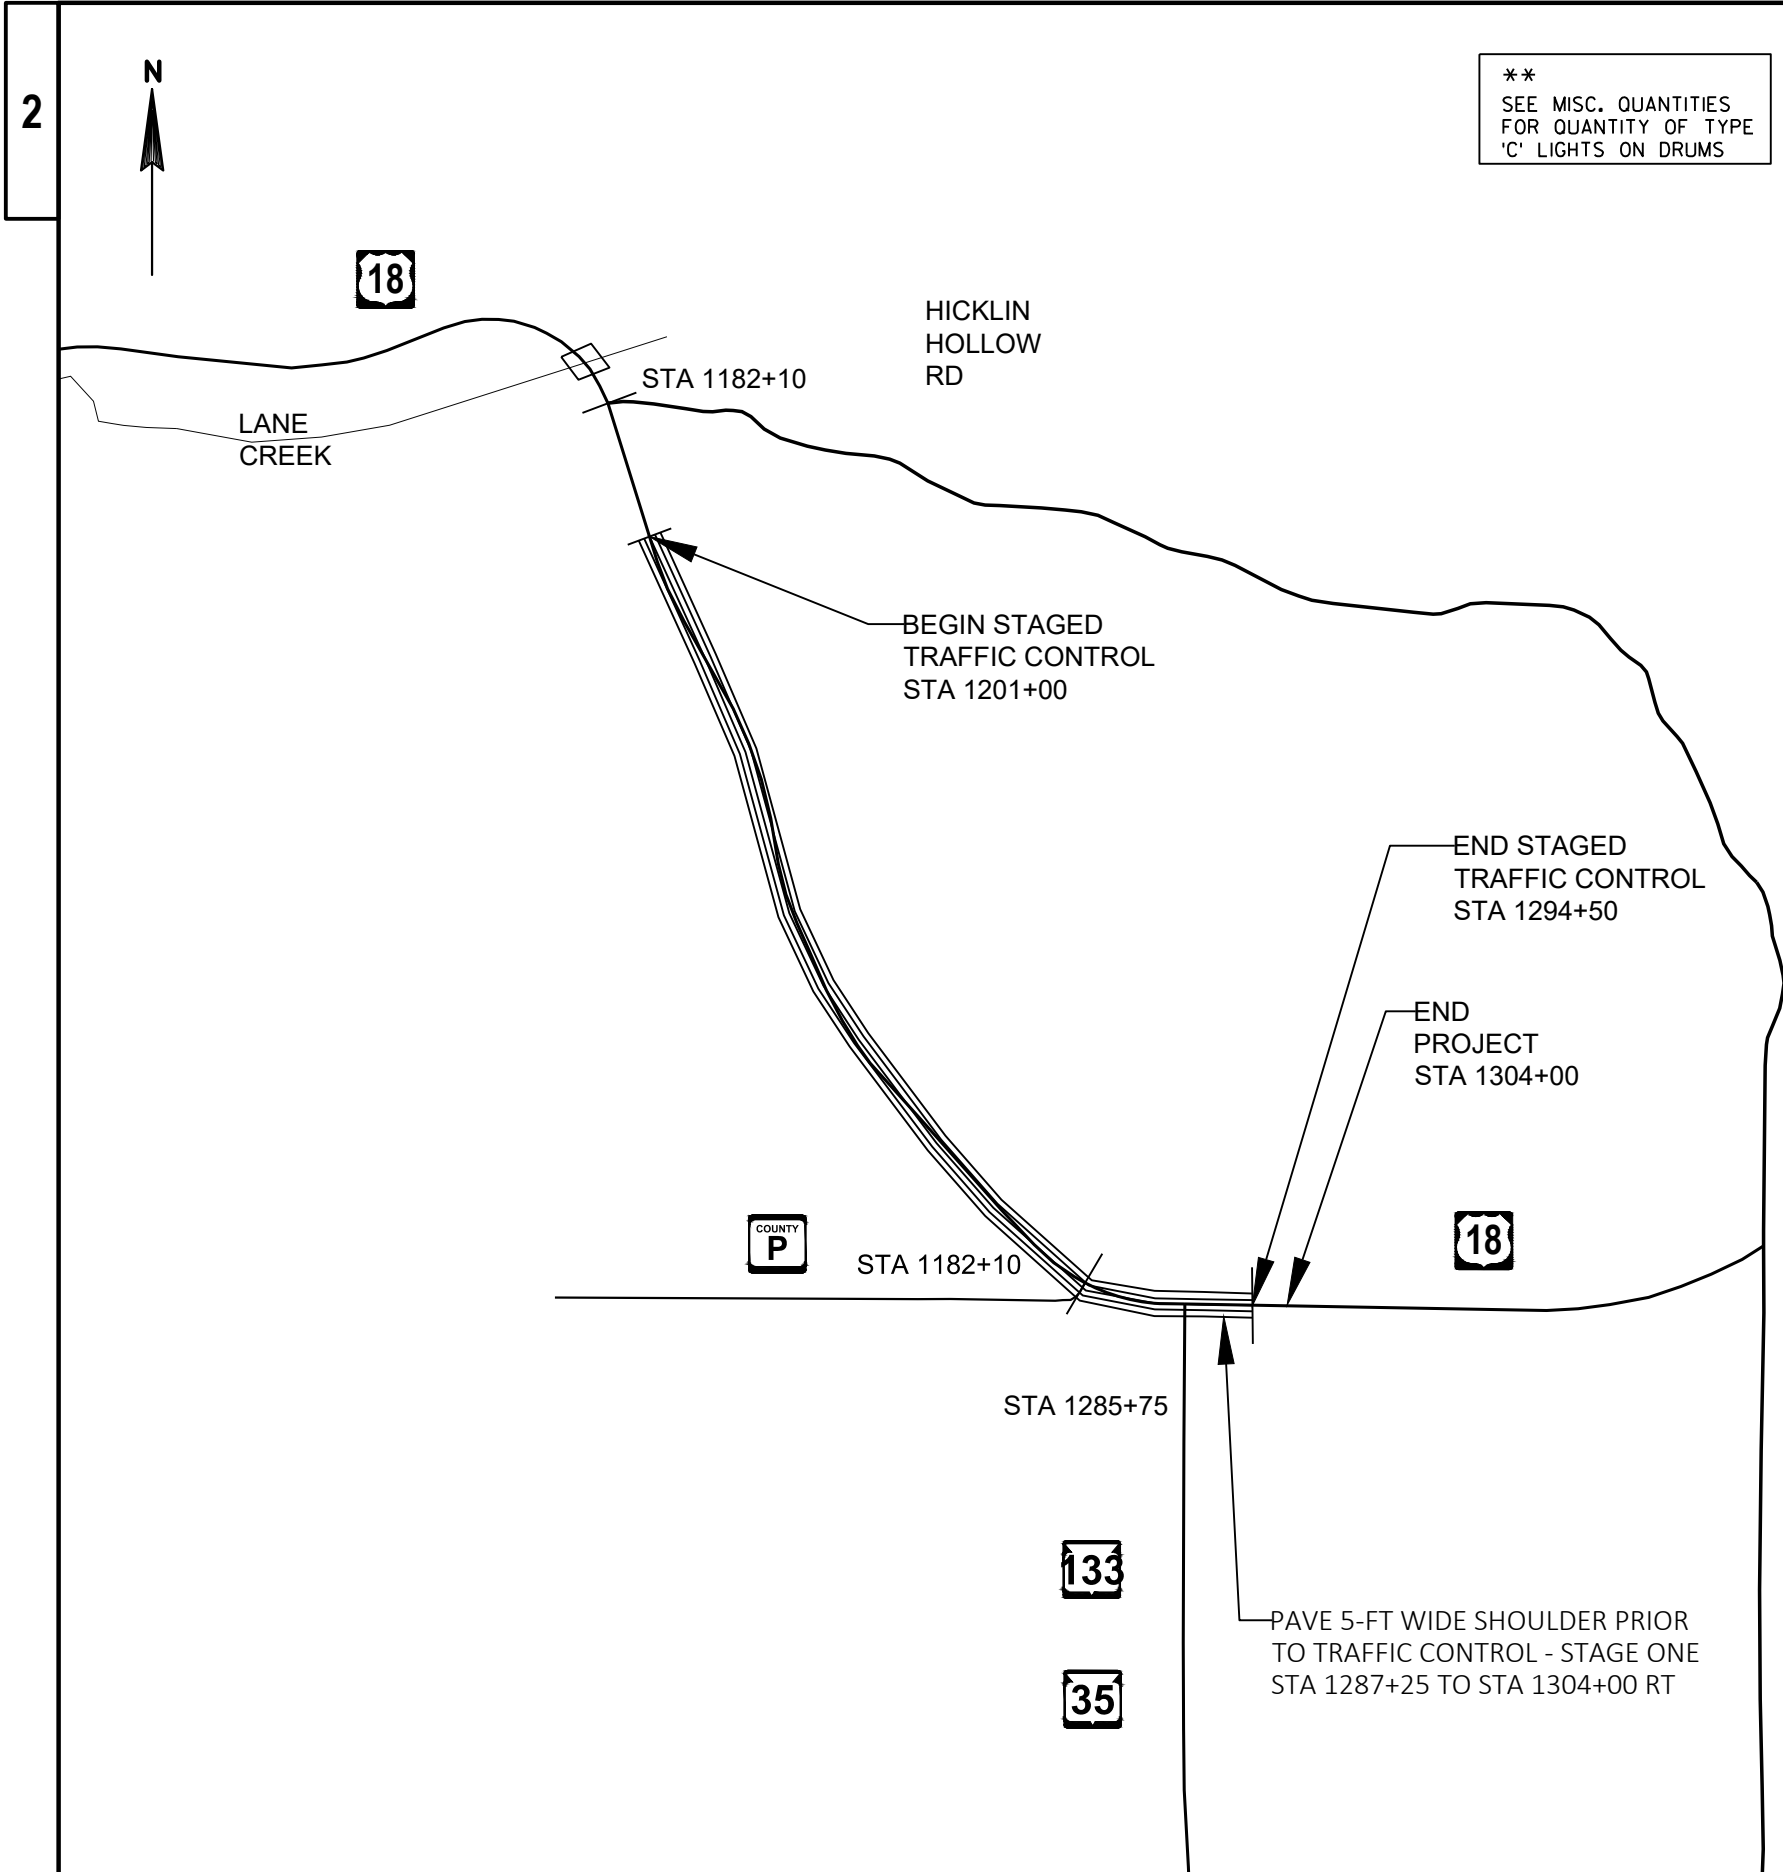 2
N
**
SEE MISC. QUANTITIES
FOR QUANTITY OF TYPE
'C' LIGHTS ON DRUMS
18
HICKLIN
HOLLOW
RD
STA 1182+10
LANE
CREEK
BEGIN STAGED
TRAFFIC CONTROL
STA 1201+00
END STAGED
TRAFFIC CONTROL
STA 1294+50
END
PROJECT
STA 1304+00
COUNTY
P
STA 1182+10
18
STA 1285+75
133
35
PAVE 5-FT WIDE SHOULDER PRIOR
TO TRAFFIC CONTROL - STAGE ONE
STA 1287+25 TO STA 1304+00 RT